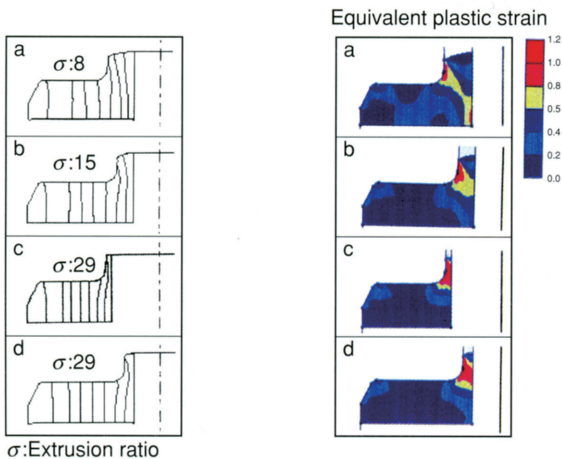 Equivalent plastic strain
a
σ:8
b
σ:15
c
σ:29
d
σ:29
σ:Extrusion ratio
a
b
c
d
1.2
1.0
0.8
0.5
0.4
0.2
0.0